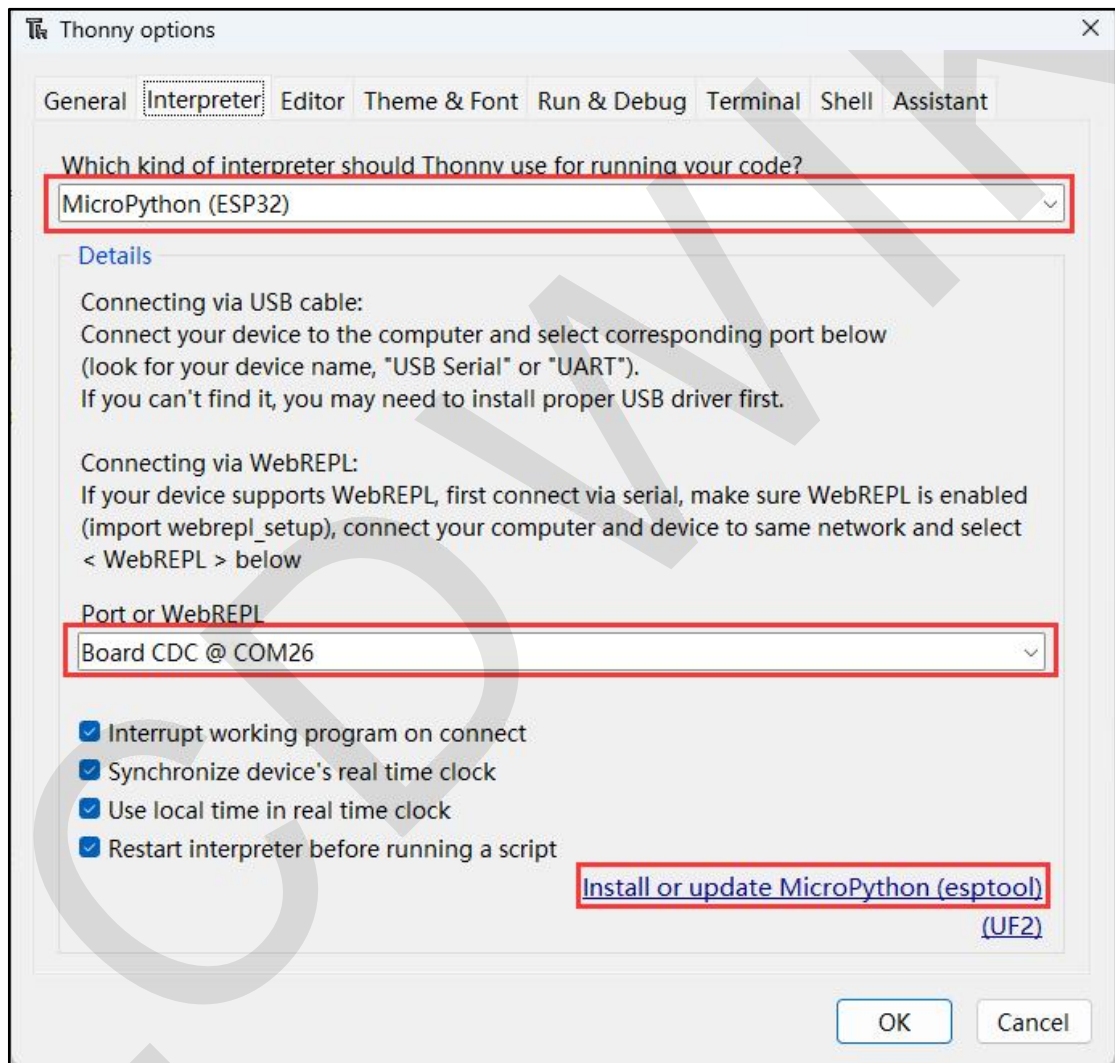 Thonny options
General Interpreter Editor Theme & Font Run & Debug Terminal Shell Assistant
Which kind of interpreter should Thonny use for running your code?
MicroPython (ESP32)
Details
Connecting via USB cable:
Connect your device to the computer and select corresponding port below
(look for your device name, "USB Serial" or "UART").
If you can't find it, you may need to install proper USB driver first.
Connecting via WebREPL:
If your device supports WebREPL, first connect via serial, make sure WebREPL is enabled
(import webrepl_setup), connect your computer and device to same network and select
< WebREPL > below
Port or WebREPL
Board CDC @ COM26
Interrupt working program on connect
Synchronize device's real time clock
Use local time in real time clock
Restart interpreter before running a script
Install or update MicroPython (esptool)
(UF2)
OK Cancel